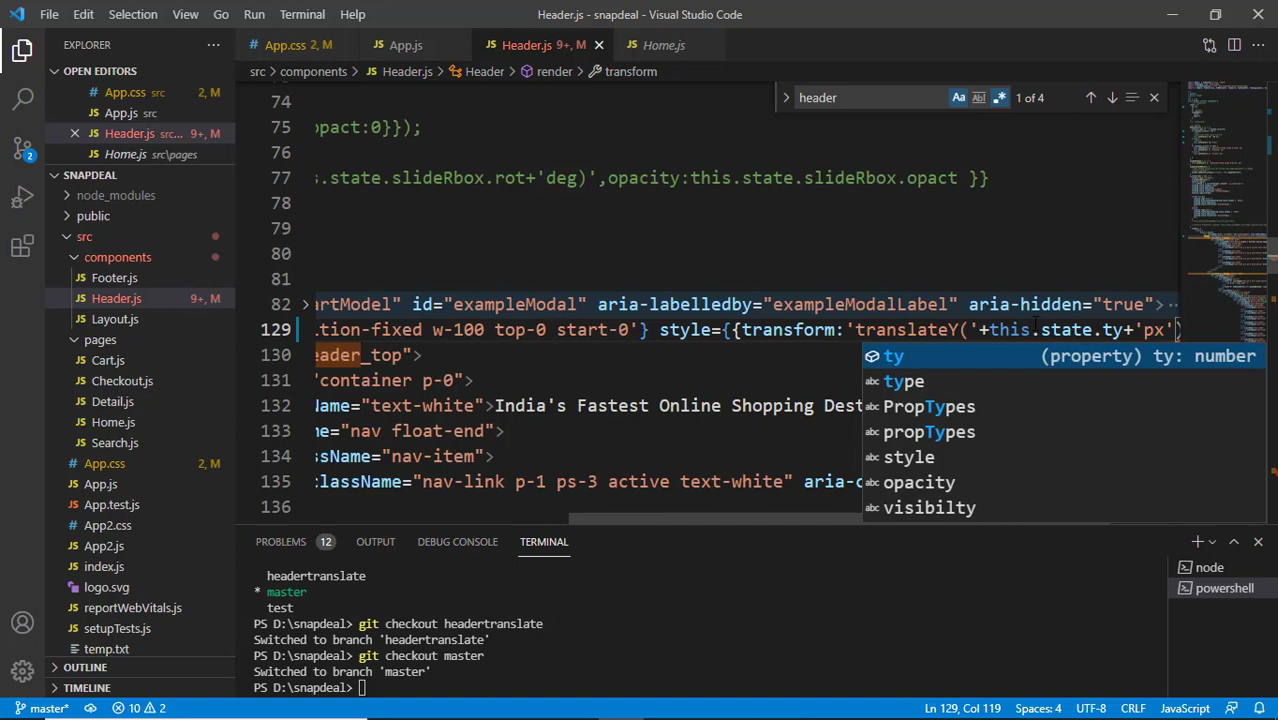 File Edit Selection View Go Run Terminal Help Header.js - snapdeal - Visual Studio Code
EXPLORER
OPEN EDITORS
App.css src 2, M
App.js src
Header.js src... 9+, M
Home.js src\pages
SNAPDEAL
node_modules
public
src
components
Footer.js
Header.js 9+, M
Layout.js
pages
Cart.js
Checkout.js
Detail.js
Home.js
Search.js
App.css 2, M
App.js
App.test.js
App2.css
App2.js
index.js
logo.svg
reportWebVitals.js
setupTests.js
temp.txt
OUTLINE
TIMELINE
App.css 2, M App.js Header.js 9+, M Home.js
src > components > Header.js > Header > render > transform
header Aa ab .* 1 of 4
74
75 opact:0}});
76
77 s.state.slideRbox.rot+'deg)',opacity:this.state.slideRbox.opact }}
78
79
80
81
82 artModel" id="exampleModal" aria-labelledby="exampleModalLabel" aria-hidden="true">
129 ition-fixed w-100 top-0 start-0'} style={{transform:'translateY('+this.state.ty+'px'}
130 eader_top">
131 "container p-0">
132 Name="text-white">India's Fastest Online Shopping Dest
133 me="nav float-end">
134 ssName="nav-item">
135 className="nav-link p-1 ps-3 active text-white" aria-c
136
ty (property) ty: number
type
PropTypes
propTypes
style
opacity
visibilty
PROBLEMS 12 OUTPUT DEBUG CONSOLE TERMINAL
headertranslate
* master
test
PS D:\snapdeal> git checkout headertranslate
Switched to branch 'headertranslate'
PS D:\snapdeal> git checkout master
Switched to branch 'master'
PS D:\snapdeal>
node
powershell
2
master* 10 2 Ln 129, Col 119 Spaces: 4 UTF-8 CRLF JavaScript